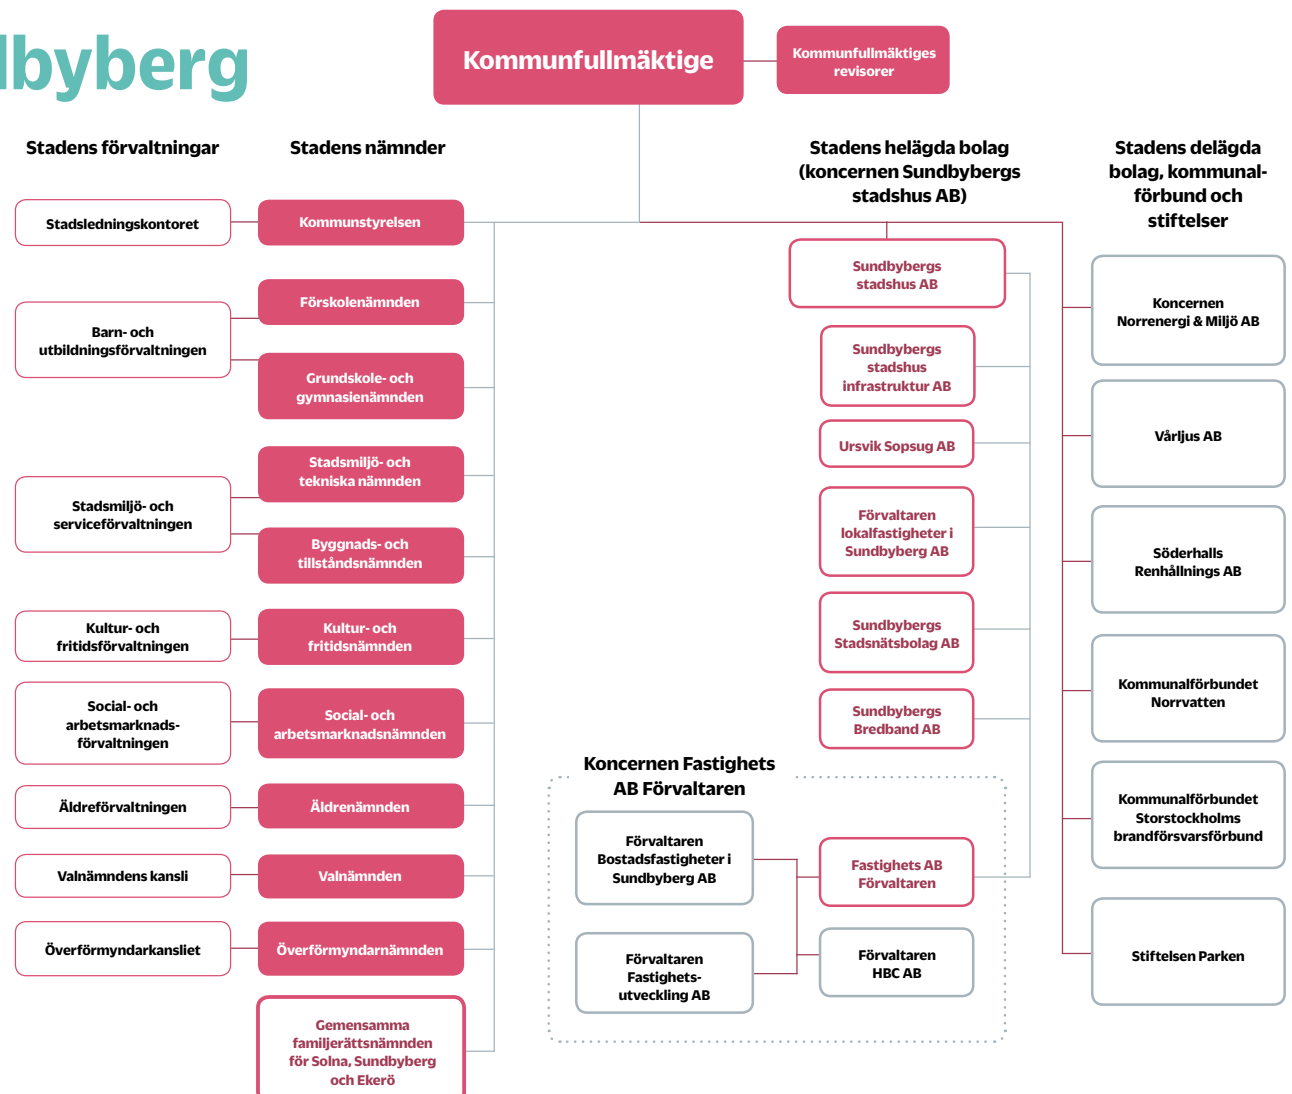 dbyberg
Kommunfullmäktige
Kommunfullmäktiges
revisorer
Stadens förvaltningar
Stadens nämnder
Stadens helägda bolag
(koncernen Sundbybergs
stadshus AB)
Stadens delägda
bolag, kommunal-
förbund och
stiftelser
Stadsledningskontoret
Kommunstyrelsen
Barn- och
utbildningsförvaltningen
Förskolenämnden
Grundskole- och
gymnasienämnden
Stadsmiljö- och
serviceförvaltningen
Stadsmiljö- och
tekniska nämnden
Byggnads- och
tillståndsnämnden
Kultur- och
fritidsförvaltningen
Kultur- och
fritidsnämnden
Social- och
arbetsmarknads-
förvaltningen
Social- och
arbetsmarknadsnämnden
Äldreförvaltningen
Äldrenämnden
Valnämndens kansli
Valnämnden
Överförmyndarkansliet
Överförmyndarnämnden
Gemensamma
familjerättsnämnden
för Solna, Sundbyberg
och Ekerö
Sundbybergs
stadshus AB
Sundbybergs
stadshus
infrastruktur AB
Ursvik Sopsug AB
Förvaltaren
lokalfastigheter i
Sundbyberg AB
Sundbybergs
Stadsnätsbolag AB
Sundbybergs
Bredband AB
Koncernen Fastighets
AB Förvaltaren
Förvaltaren
Bostadsfastigheter i
Sundbyberg AB
Fastighets AB
Förvaltaren
Förvaltaren
Fastighets-
utveckling AB
Förvaltaren
HBC AB
Koncernen
Norrenergi & Miljö AB
Vårljus AB
Söderhalls
Renhållnings AB
Kommunalförbundet
Norrvatten
Kommunalförbundet
Storstockholms
brandförsvarsförbund
Stiftelsen Parken